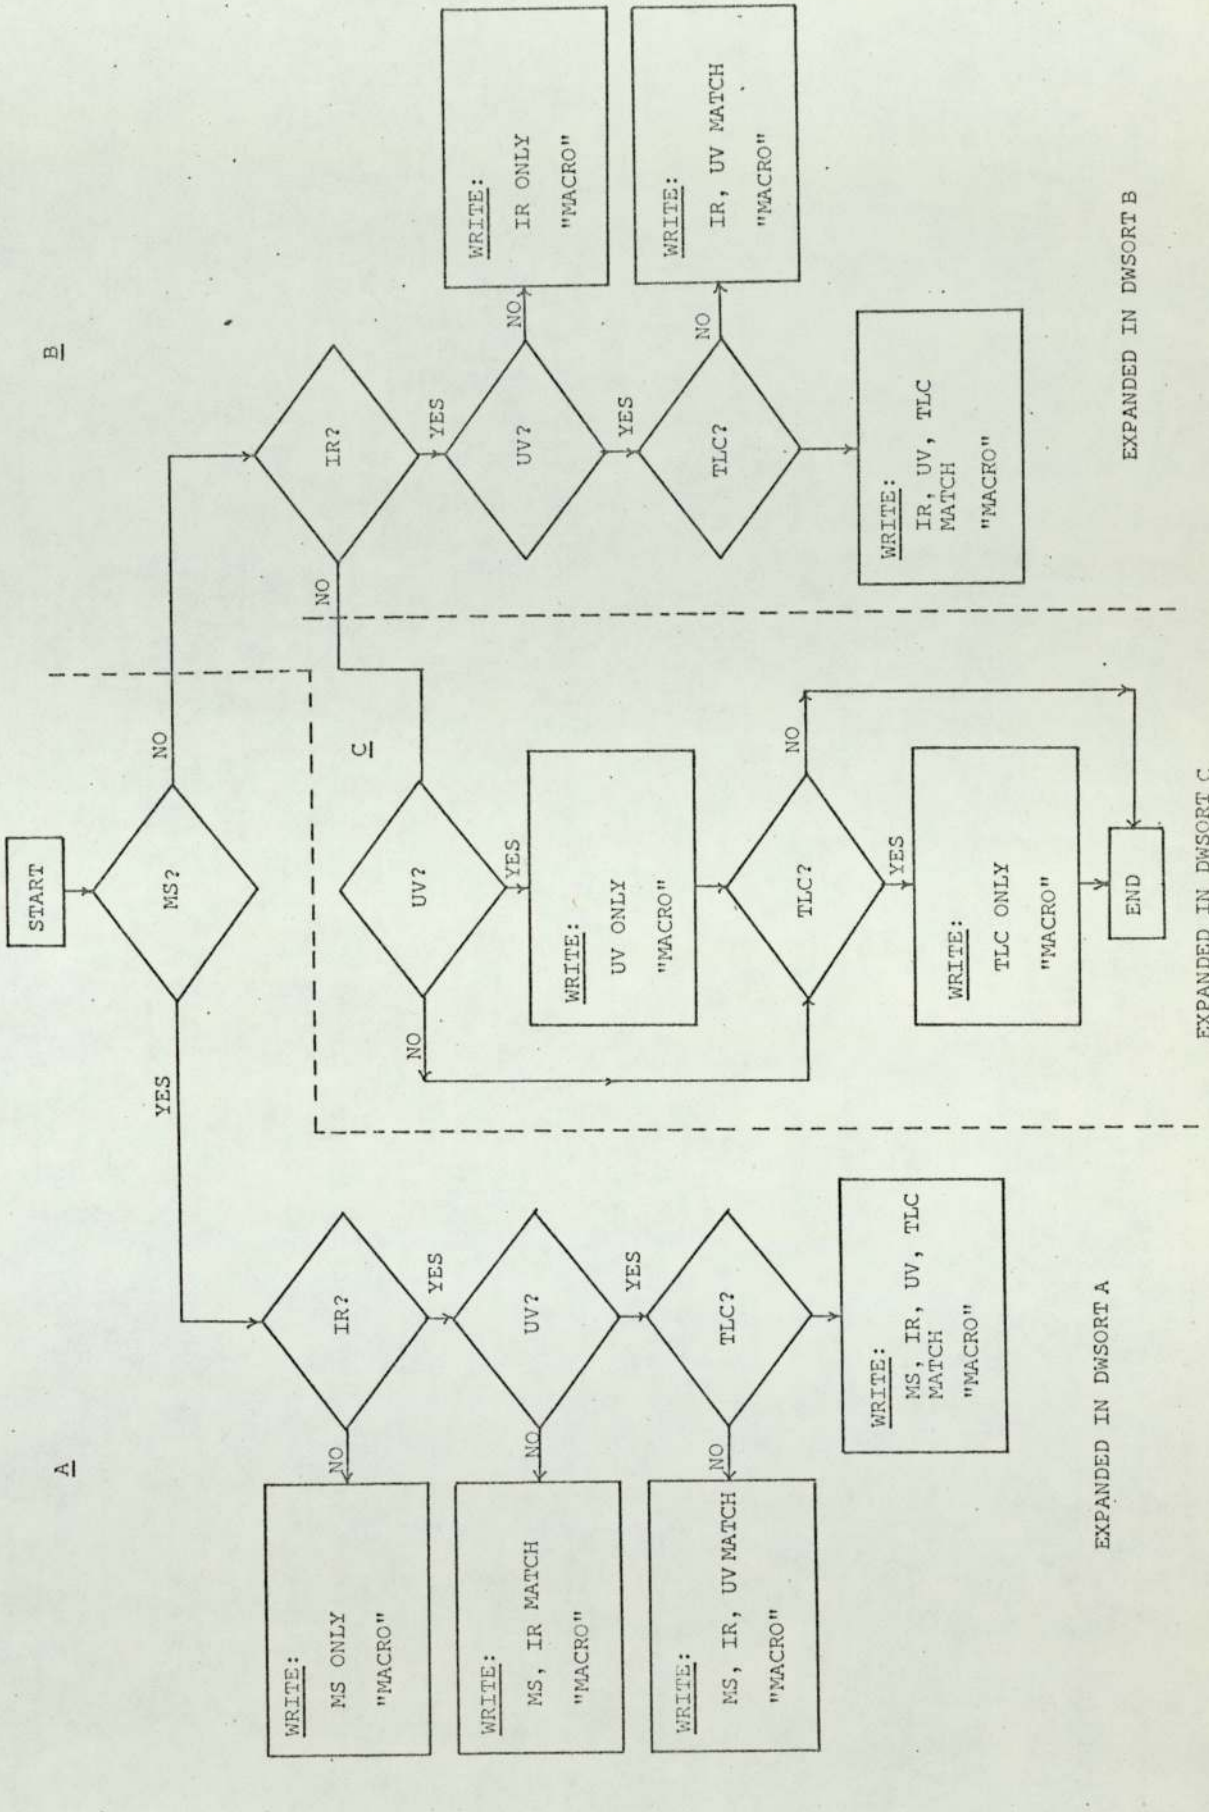 START
MS?
YES
NO
A
IR?
NO
WRITE:
MS ONLY
"MACRO"
YES
UV?
NO
WRITE:
MS, IR MATCH
"MACRO"
YES
TLC?
NO
WRITE:
MS, IR, UV MATCH
"MACRO"
WRITE:
MS, IR, UV, TLC
MATCH
"MACRO"
EXPANDED IN DWSORT A
B
IR?
NO
YES
UV?
NO
WRITE:
IR ONLY
"MACRO"
YES
TLC?
NO
WRITE:
IR, UV MATCH
"MACRO"
WRITE:
IR, UV, TLC
MATCH
"MACRO"
EXPANDED IN DWSORT B
C
UV?
NO
YES
WRITE:
UV ONLY
"MACRO"
TLC?
NO
YES
WRITE:
TLC ONLY
"MACRO"
END
EXPANDED IN DWSORT C